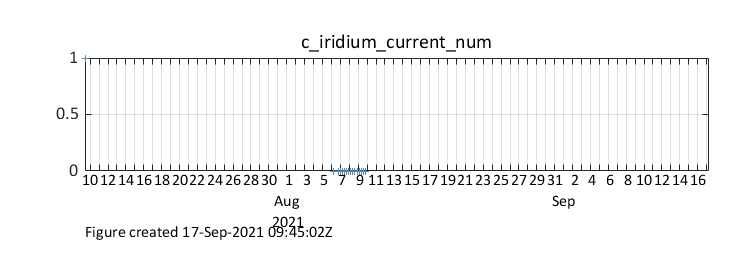 c_iridium_current_num
1
0.5
0
10 12 14 16 18 20 22 24 26 28 30 1 3 5 7 9 11 13 15 17 19 21 23 25 27 29 31 2 4 6 8 10 12 14 16
Aug Sep
2021
Figure created 17-Sep-2021 09:45:02Z